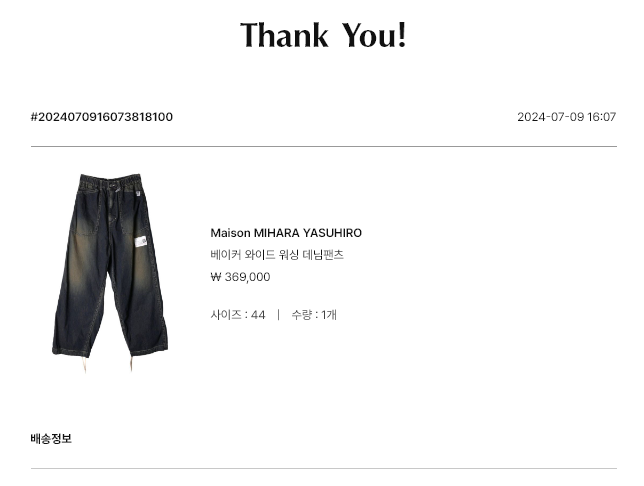 Thank You!
#2024070916073818100
2024-07-09 16:07
Maison MIHARA YASUHIRO
베이커 와이드 워싱 데님팬츠
₩ 369,000
사이즈 : 44 | 수량 : 1개
배송정보